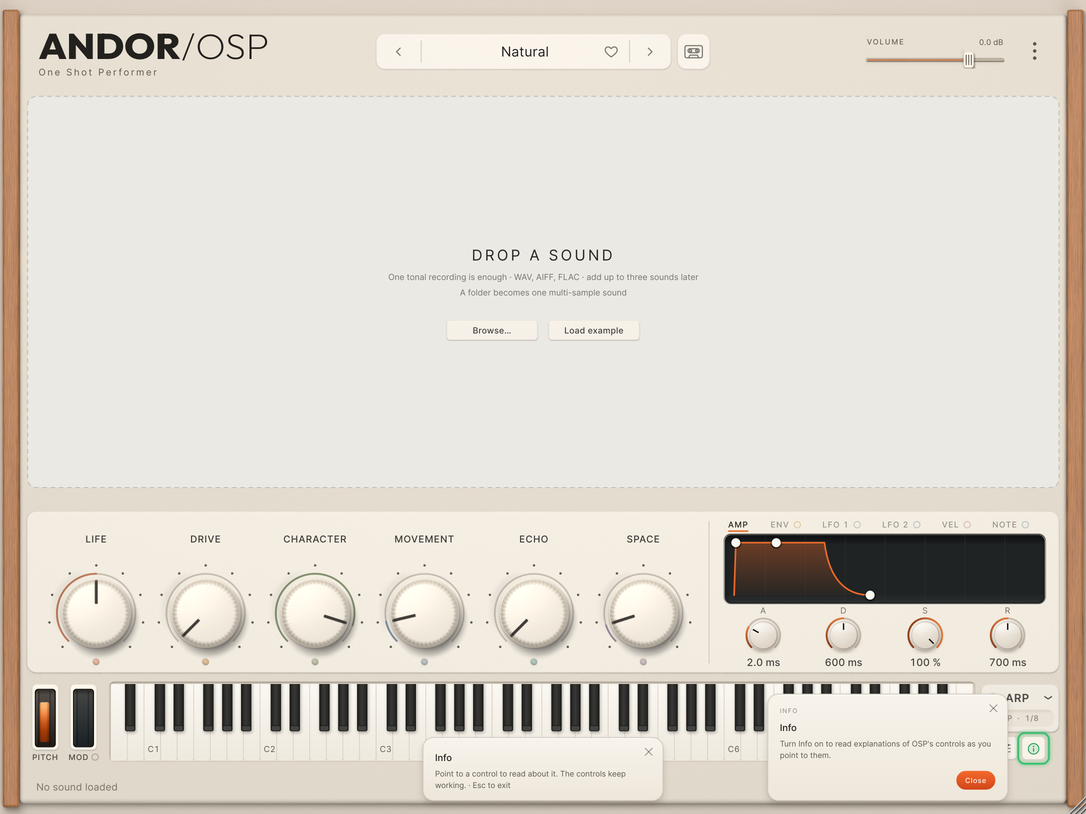 ANDOR/OSP
One Shot Performer
Natural
VOLUME 0.0 dB
DROP A SOUND
One tonal recording is enough · WAV, AIFF, FLAC · add up to three sounds later
A folder becomes one multi-sample sound
Browse...
Load example
LIFE DRIVE CHARACTER MOVEMENT ECHO SPACE
AMP ENV LFO 1 LFO 2 VEL NOTE
A D S R
2.0 ms 600 ms 100 % 700 ms
PITCH MOD
C1 C2 C3 C6
ARP
P · 1/8
E
Info
Point to a control to read about it. The controls keep
working. · Esc to exit
INFO
Info
Turn Info on to read explanations of OSP's controls as you
point to them.
Close
No sound loaded